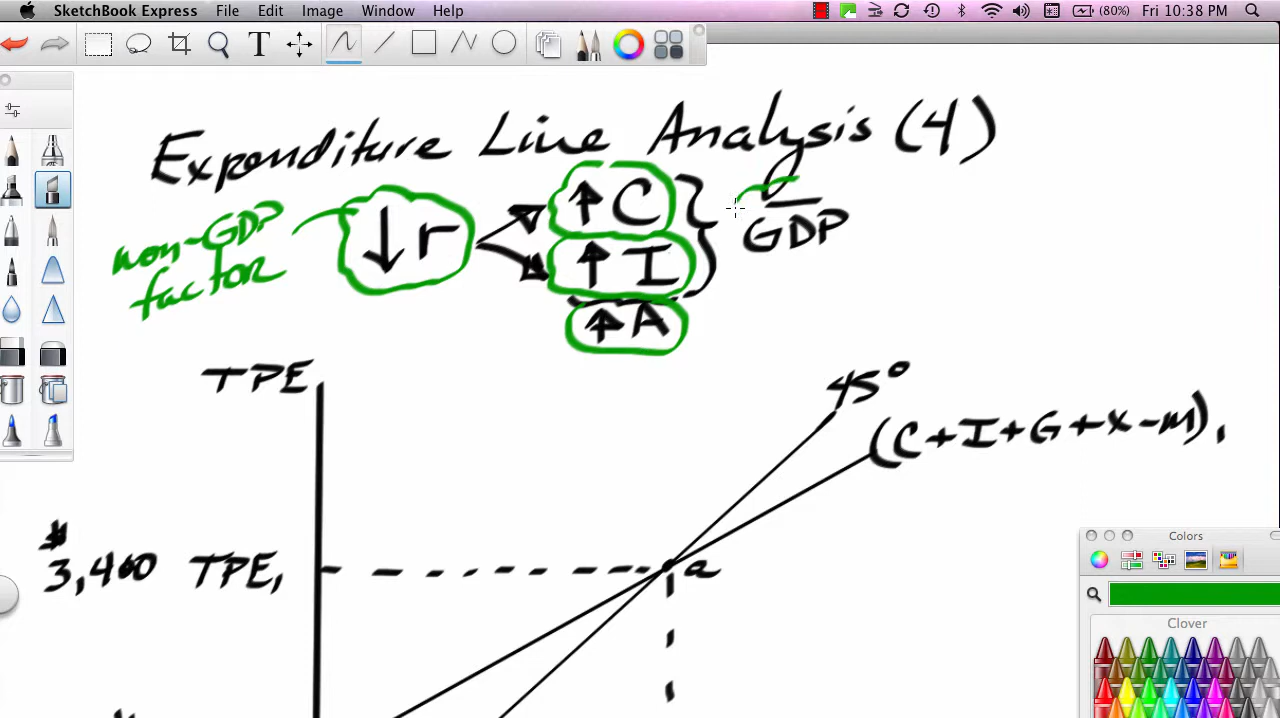 SketchBook Express File Edit Image Window Help (80%) Fri 10:38 PM
T
Expenditure Line Analysis (4)
non-GDP
factor
↓ r
↑ C
↑ I
↑ A
GDP
TPE
45°
(C+I+G+x-m)1
$
3,400 TPE1
a
Colors
Clover